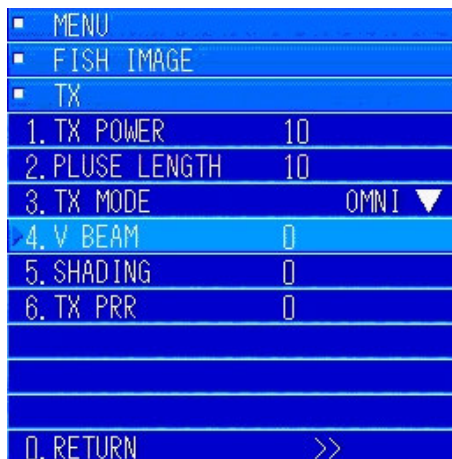 MENU
FISH IMAGE
TX
1. TX POWER 10
2. PLUSE LENGTH 10
3. TX MODE OMNI ▼
4. V BEAM 0
5. SHADING 0
6. TX PRR 0
0. RETURN >>